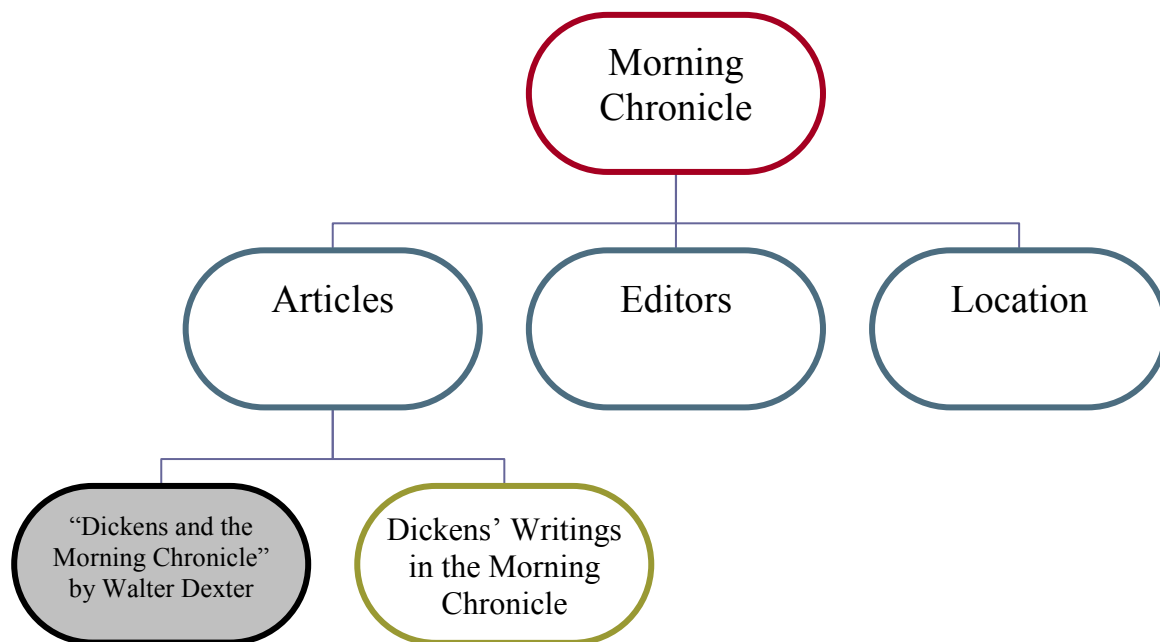 Morning
Chronicle
Articles
Editors
Location
“Dickens and the
Morning Chronicle”
by Walter Dexter
Dickens’ Writings
in the Morning
Chronicle